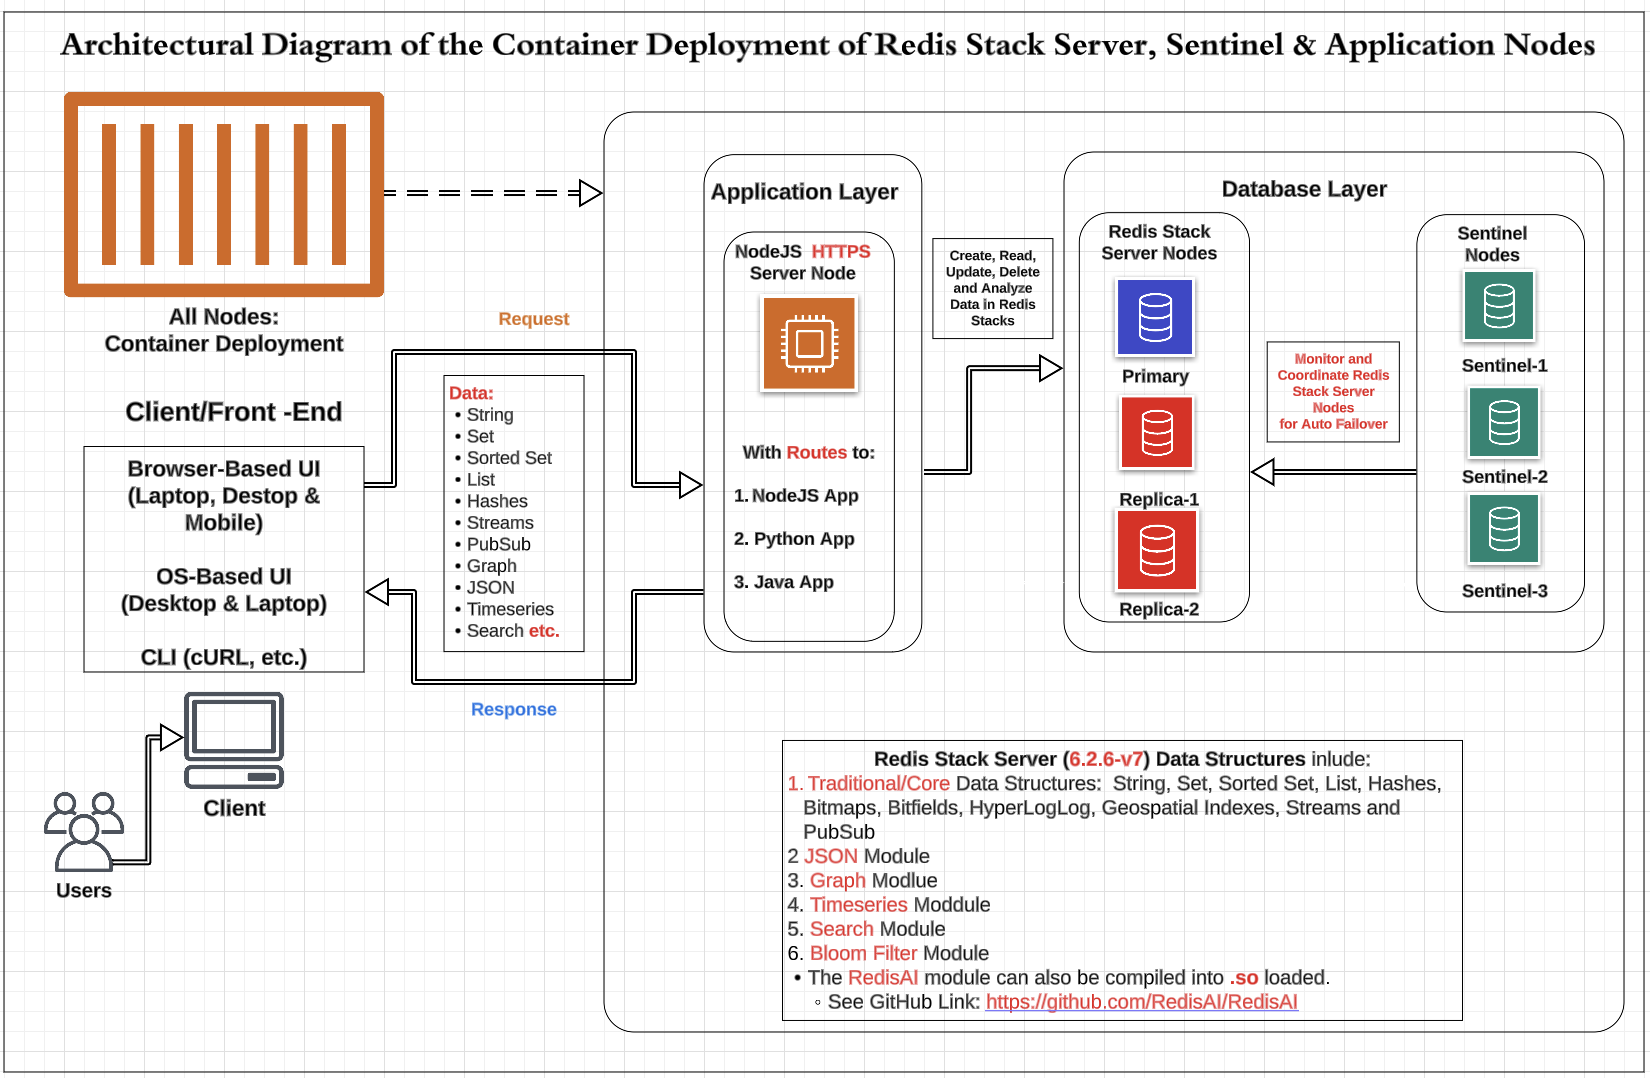 Architectural Diagram of the Container Deployment of Redis Stack Server, Sentinel & Application Nodes
All Nodes:
Container Deployment
Client/Front -End
Browser-Based UI
(Laptop, Destop &
Mobile)
OS-Based UI
(Desktop & Laptop)
CLI (cURL, etc.)
Client
Users
Request
Data:
• String
• Set
• Sorted Set
• List
• Hashes
• Streams
• PubSub
• Graph
• JSON
• Timeseries
• Search etc.
Response
Application Layer
NodeJS HTTPS
Server Node
With Routes to:
1. NodeJS App
2. Python App
3. Java App
Create, Read,
Update, Delete
and Analyze
Data in Redis
Stacks
Database Layer
Redis Stack
Server Nodes
Primary
Replica-1
Replica-2
Monitor and
Coordinate Redis
Stack Server
Nodes
for Auto Failover
Sentinel
Nodes
Sentinel-1
Sentinel-2
Sentinel-3
Redis Stack Server (6.2.6-v7) Data Structures inlude:
1. Traditional/Core Data Structures: String, Set, Sorted Set, List, Hashes,
Bitmaps, Bitfields, HyperLogLog, Geospatial Indexes, Streams and
PubSub
2 JSON Module
3. Graph Modlue
4. Timeseries Moddule
5. Search Module
6. Bloom Filter Module
• The RedisAI module can also be compiled into .so loaded.
◦ See GitHub Link: https://github.com/RedisAI/RedisAI